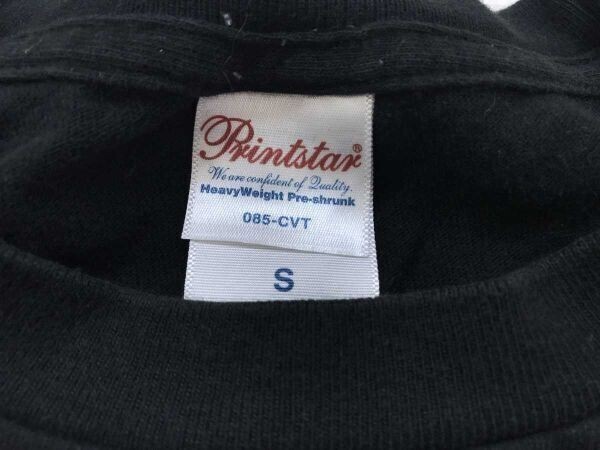 Printstar®
We are confident of Quality.
HeavyWeight Pre-shrunk
085-CVT
S